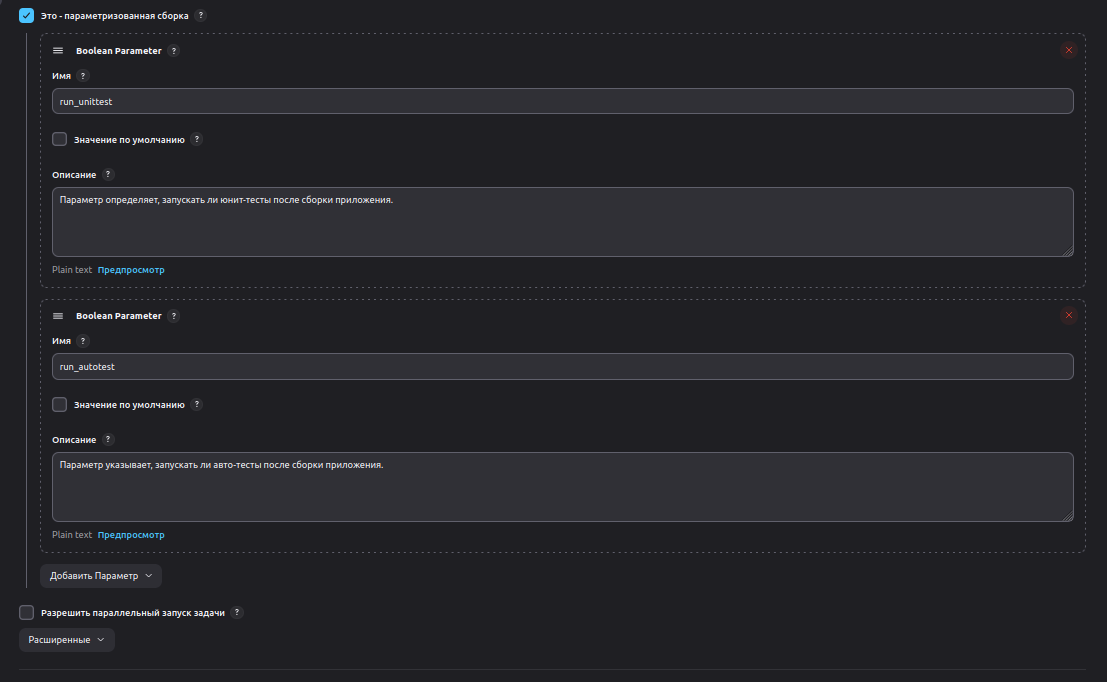 Это - параметризованная сборка ?
Boolean Parameter ?
Имя ?
run_unittest
Значение по умолчанию ?
Описание ?
Параметр определяет, запускать ли юнит-тесты после сборки приложения.
Plain text Предпросмотр
Boolean Parameter ?
Имя ?
run_autotest
Значение по умолчанию ?
Описание ?
Параметр указывает, запускать ли авто-тесты после сборки приложения.
Plain text Предпросмотр
Добавить Параметр
Разрешить параллельный запуск задачи ?
Расширенные